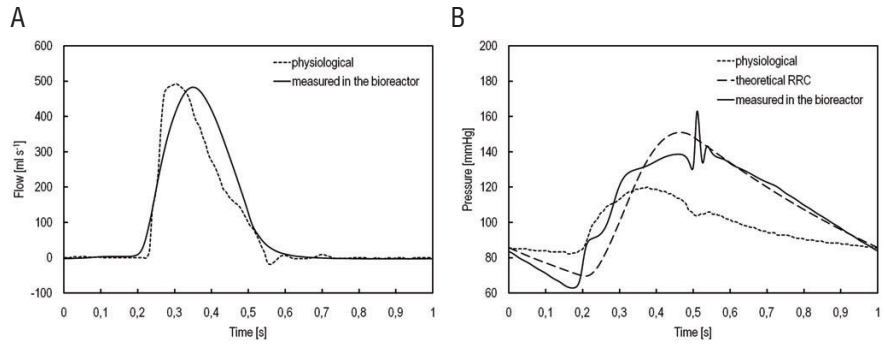 A
600
500
400
300
200
100
0
-100
Flow [ml s⁻¹]
physiological
measured in the bioreactor
0 0,1 0,2 0,3 0,4 0,5 0,6 0,7 0,8 0,9 1
Time [s]
B
200
180
160
140
120
100
80
60
Pressure [mmHg]
physiological
theoretical RRC
measured in the bioreactor
0 0,1 0,2 0,3 0,4 0,5 0,6 0,7 0,8 0,9 1
Time [s]